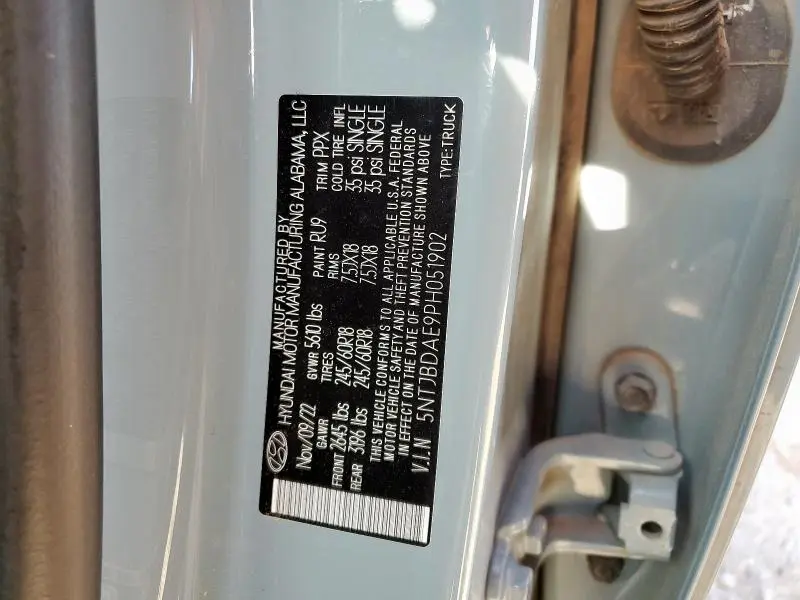 MANUFACTURED BY
HYUNDAI MOTOR MANUFACTURING ALABAMA, LLC
Nov/09/22 GVWR 5610 lbs PAINT RU9 TRIM PPX
GAWR TIRES RIMS COLD TIRE INFL
FRONT 2645 lbs 245/60R18 7.5JX18 35 psi SINGLE
REAR 3196 lbs 245/60R18 7.5JX18 35 psi SINGLE
THIS VEHICLE CONFORMS TO ALL APPLICABLE U.S.A. FEDERAL
MOTOR VEHICLE SAFETY AND THEFT PREVENTION STANDARDS
IN EFFECT ON THE DATE OF MANUFACTURE SHOWN ABOVE
V.I.N 5NTJBDAE9PH051902 TYPE:TRUCK